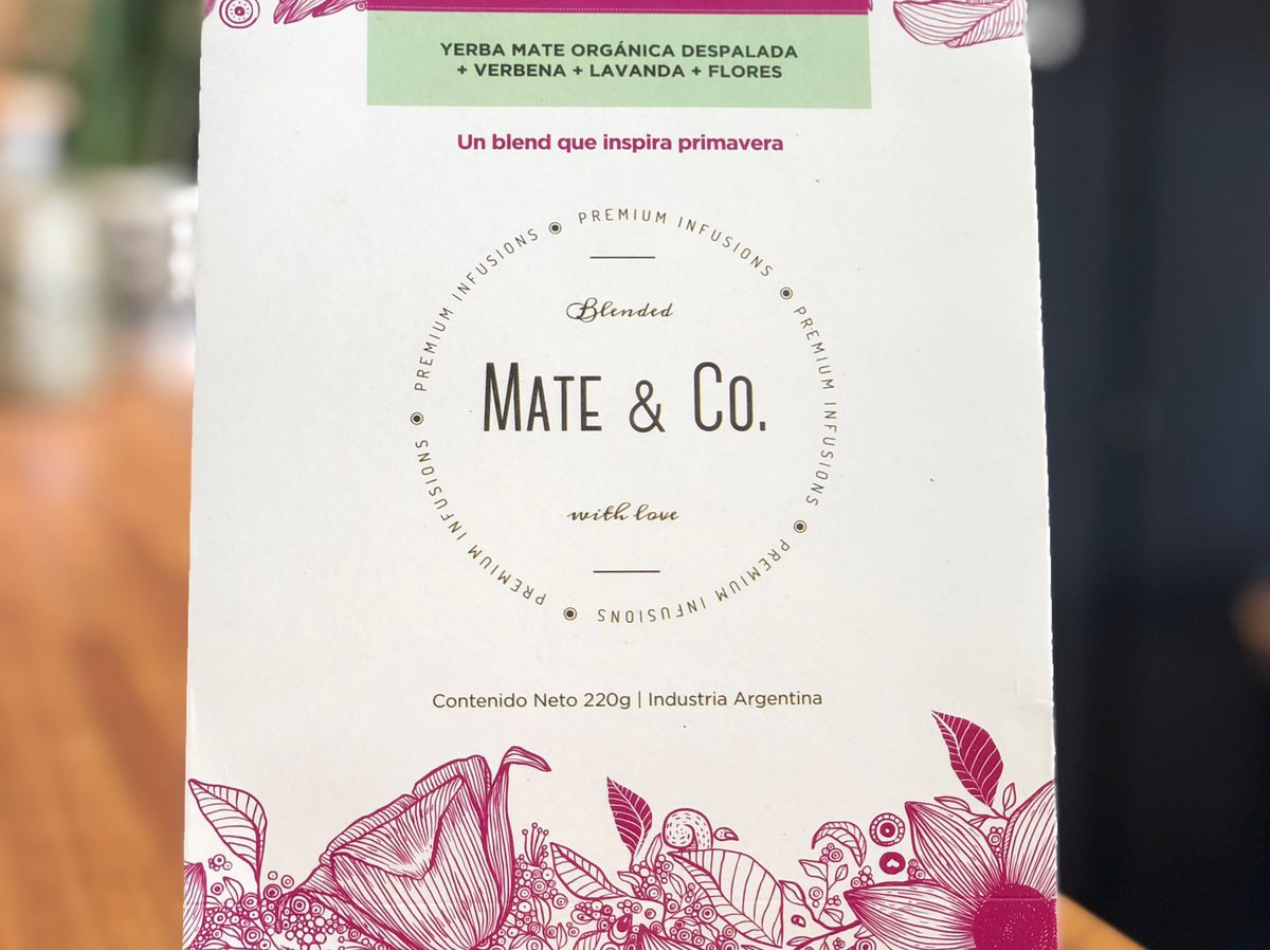 YERBA MATE ORGÁNICA DESPALADA
+ VERBENA + LAVANDA + FLORES
Un blend que inspira primavera
PREMIUM INFUSIONS PREMIUM INFUSIONS PREMIUM INFUSIONS PREMIUM INFUSIONS PREMIUM INFUSIONS
Blended
MATE & CO.
with love
Contenido Neto 220g | Industria Argentina